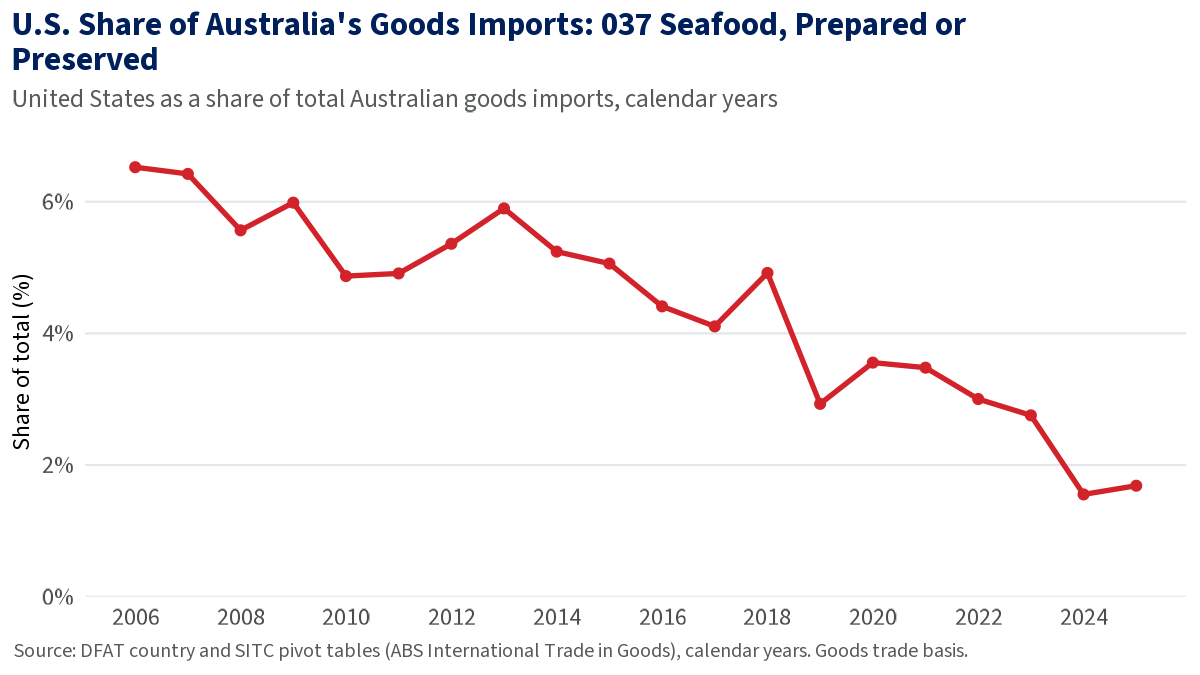 U.S. Share of Australia's Goods Imports: 037 Seafood, Prepared or
Preserved
United States as a share of total Australian goods imports, calendar years
Share of total (%)
6%
4%
2%
0%
2006 2008 2010 2012 2014 2016 2018 2020 2022 2024
Source: DFAT country and SITC pivot tables (ABS International Trade in Goods), calendar years. Goods trade basis.